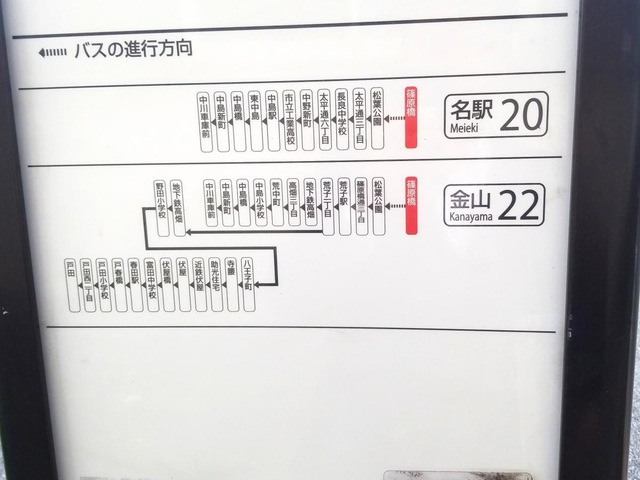 バスの進行方向
名駅 20
Meieki
篠原橋
松葉公園
太平通三丁目
長良中学校
太平通六丁目
中野新町
市立工業高校
中島駅
東中島
中島橋
中島新町
中川車庫前
金山 22
Kanayama
篠原橋
松葉公園
篠原橋通三丁目
荒子駅
荒子二丁目
地下鉄高畑
高畑三丁目
荒中町
中島小学校
中島橋
中島新町
中川車庫前
地下鉄高畑
野田小学校
八王子町
寺腰
助光住宅
近鉄伏屋
伏屋
伏屋橋
富田中学校
春田駅
戸春橋
戸田小学校
戸田西二丁目
戸田